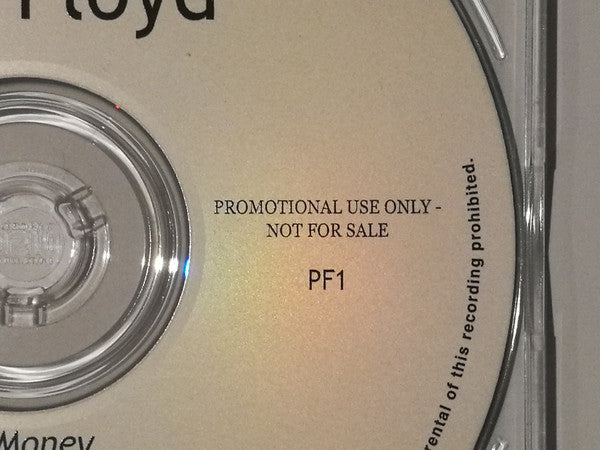 Floyd
PROMOTIONAL USE ONLY -
NOT FOR SALE
PF1
rental of this recording prohibited.
Money